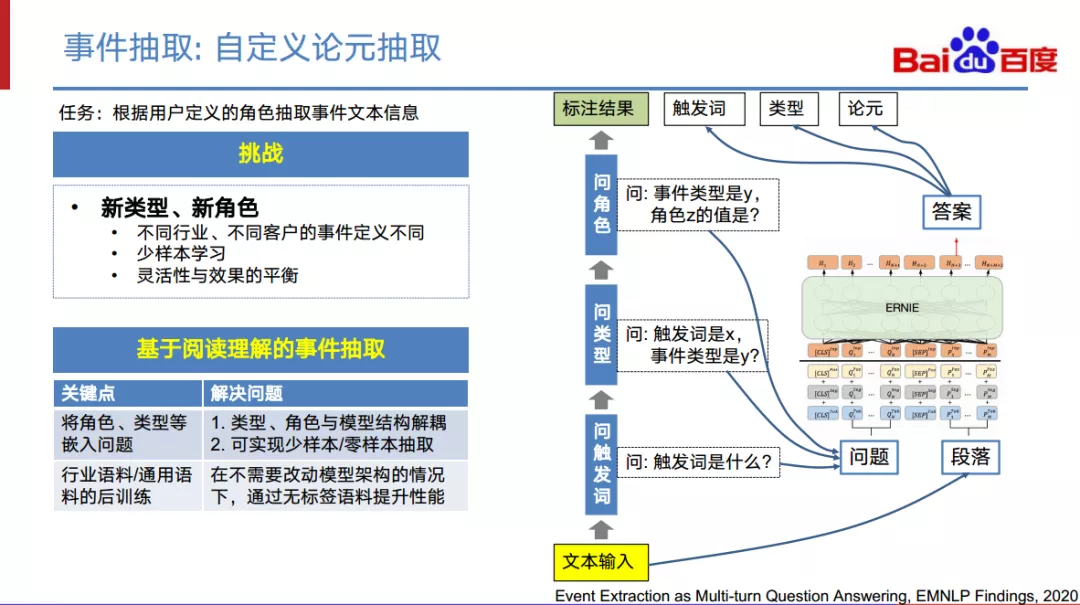 事件抽取: 自定义论元抽取
Baidu百度
任务：根据用户定义的角色抽取事件文本信息
挑战
• 新类型、新角色
• 不同行业、不同客户的事件定义不同
• 少样本学习
• 灵活性与效果的平衡
基于阅读理解的事件抽取
关键点 解决问题
将角色、类型等嵌入问题
1. 类型、角色与模型结构解耦
2. 可实现少样本/零样本抽取
行业语料/通用语料的后训练
在不需要改动模型架构的情况下，通过无标签语料提升性能
标注结果 触发词 类型 论元
问角色
问: 事件类型是y，
角色z的值是?
答案
问类型
问: 触发词是x，
事件类型是y?
ERNIE
问触发词
问: 触发词是什么?
问题 段落
文本输入
Event Extraction as Multi-turn Question Answering, EMNLP Findings, 2020